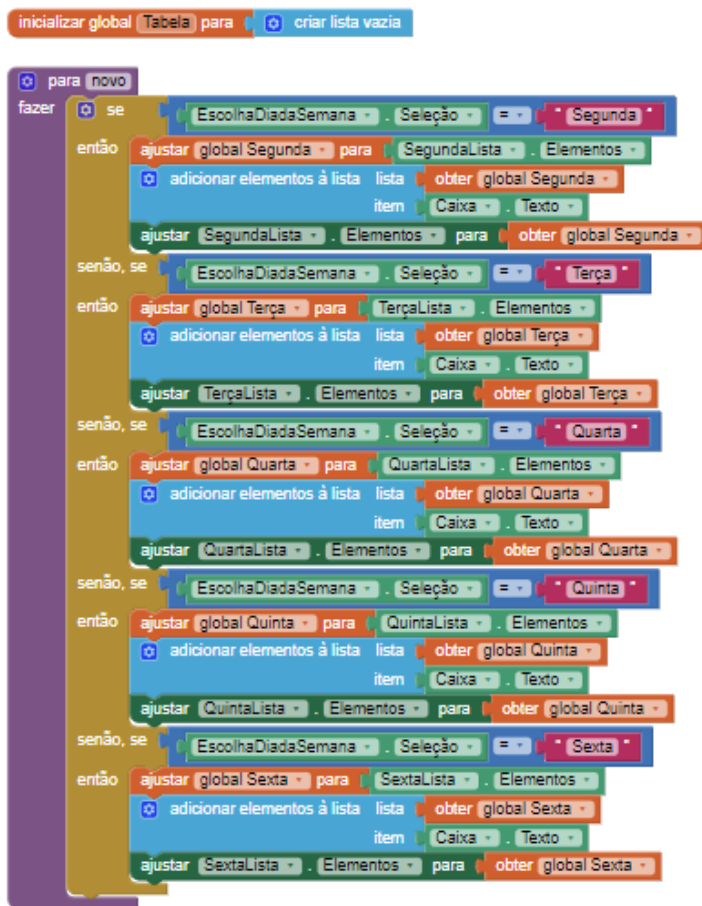 inicializar global Tabela para criar lista vazia
para novo
fazer se EscolhaDiadaSemana . Seleção = " Segunda "
então ajustar global Segunda para SegundaLista . Elementos
adicionar elementos à lista lista obter global Segunda
item Caixa . Texto
ajustar SegundaLista . Elementos para obter global Segunda
senão, se EscolhaDiadaSemana . Seleção = " Terça "
então ajustar global Terça para TerçaLista . Elementos
adicionar elementos à lista lista obter global Terça
item Caixa . Texto
ajustar TerçaLista . Elementos para obter global Terça
senão, se EscolhaDiadaSemana . Seleção = " Quarta "
então ajustar global Quarta para QuartaLista . Elementos
adicionar elementos à lista lista obter global Quarta
item Caixa . Texto
ajustar QuartaLista . Elementos para obter global Quarta
senão, se EscolhaDiadaSemana . Seleção = " Quinta "
então ajustar global Quinta para QuintaLista . Elementos
adicionar elementos à lista lista obter global Quinta
item Caixa . Texto
ajustar QuintaLista . Elementos para obter global Quinta
senão, se EscolhaDiadaSemana . Seleção = " Sexta "
então ajustar global Sexta para SextaLista . Elementos
adicionar elementos à lista lista obter global Sexta
item Caixa . Texto
ajustar SextaLista . Elementos para obter global Sexta